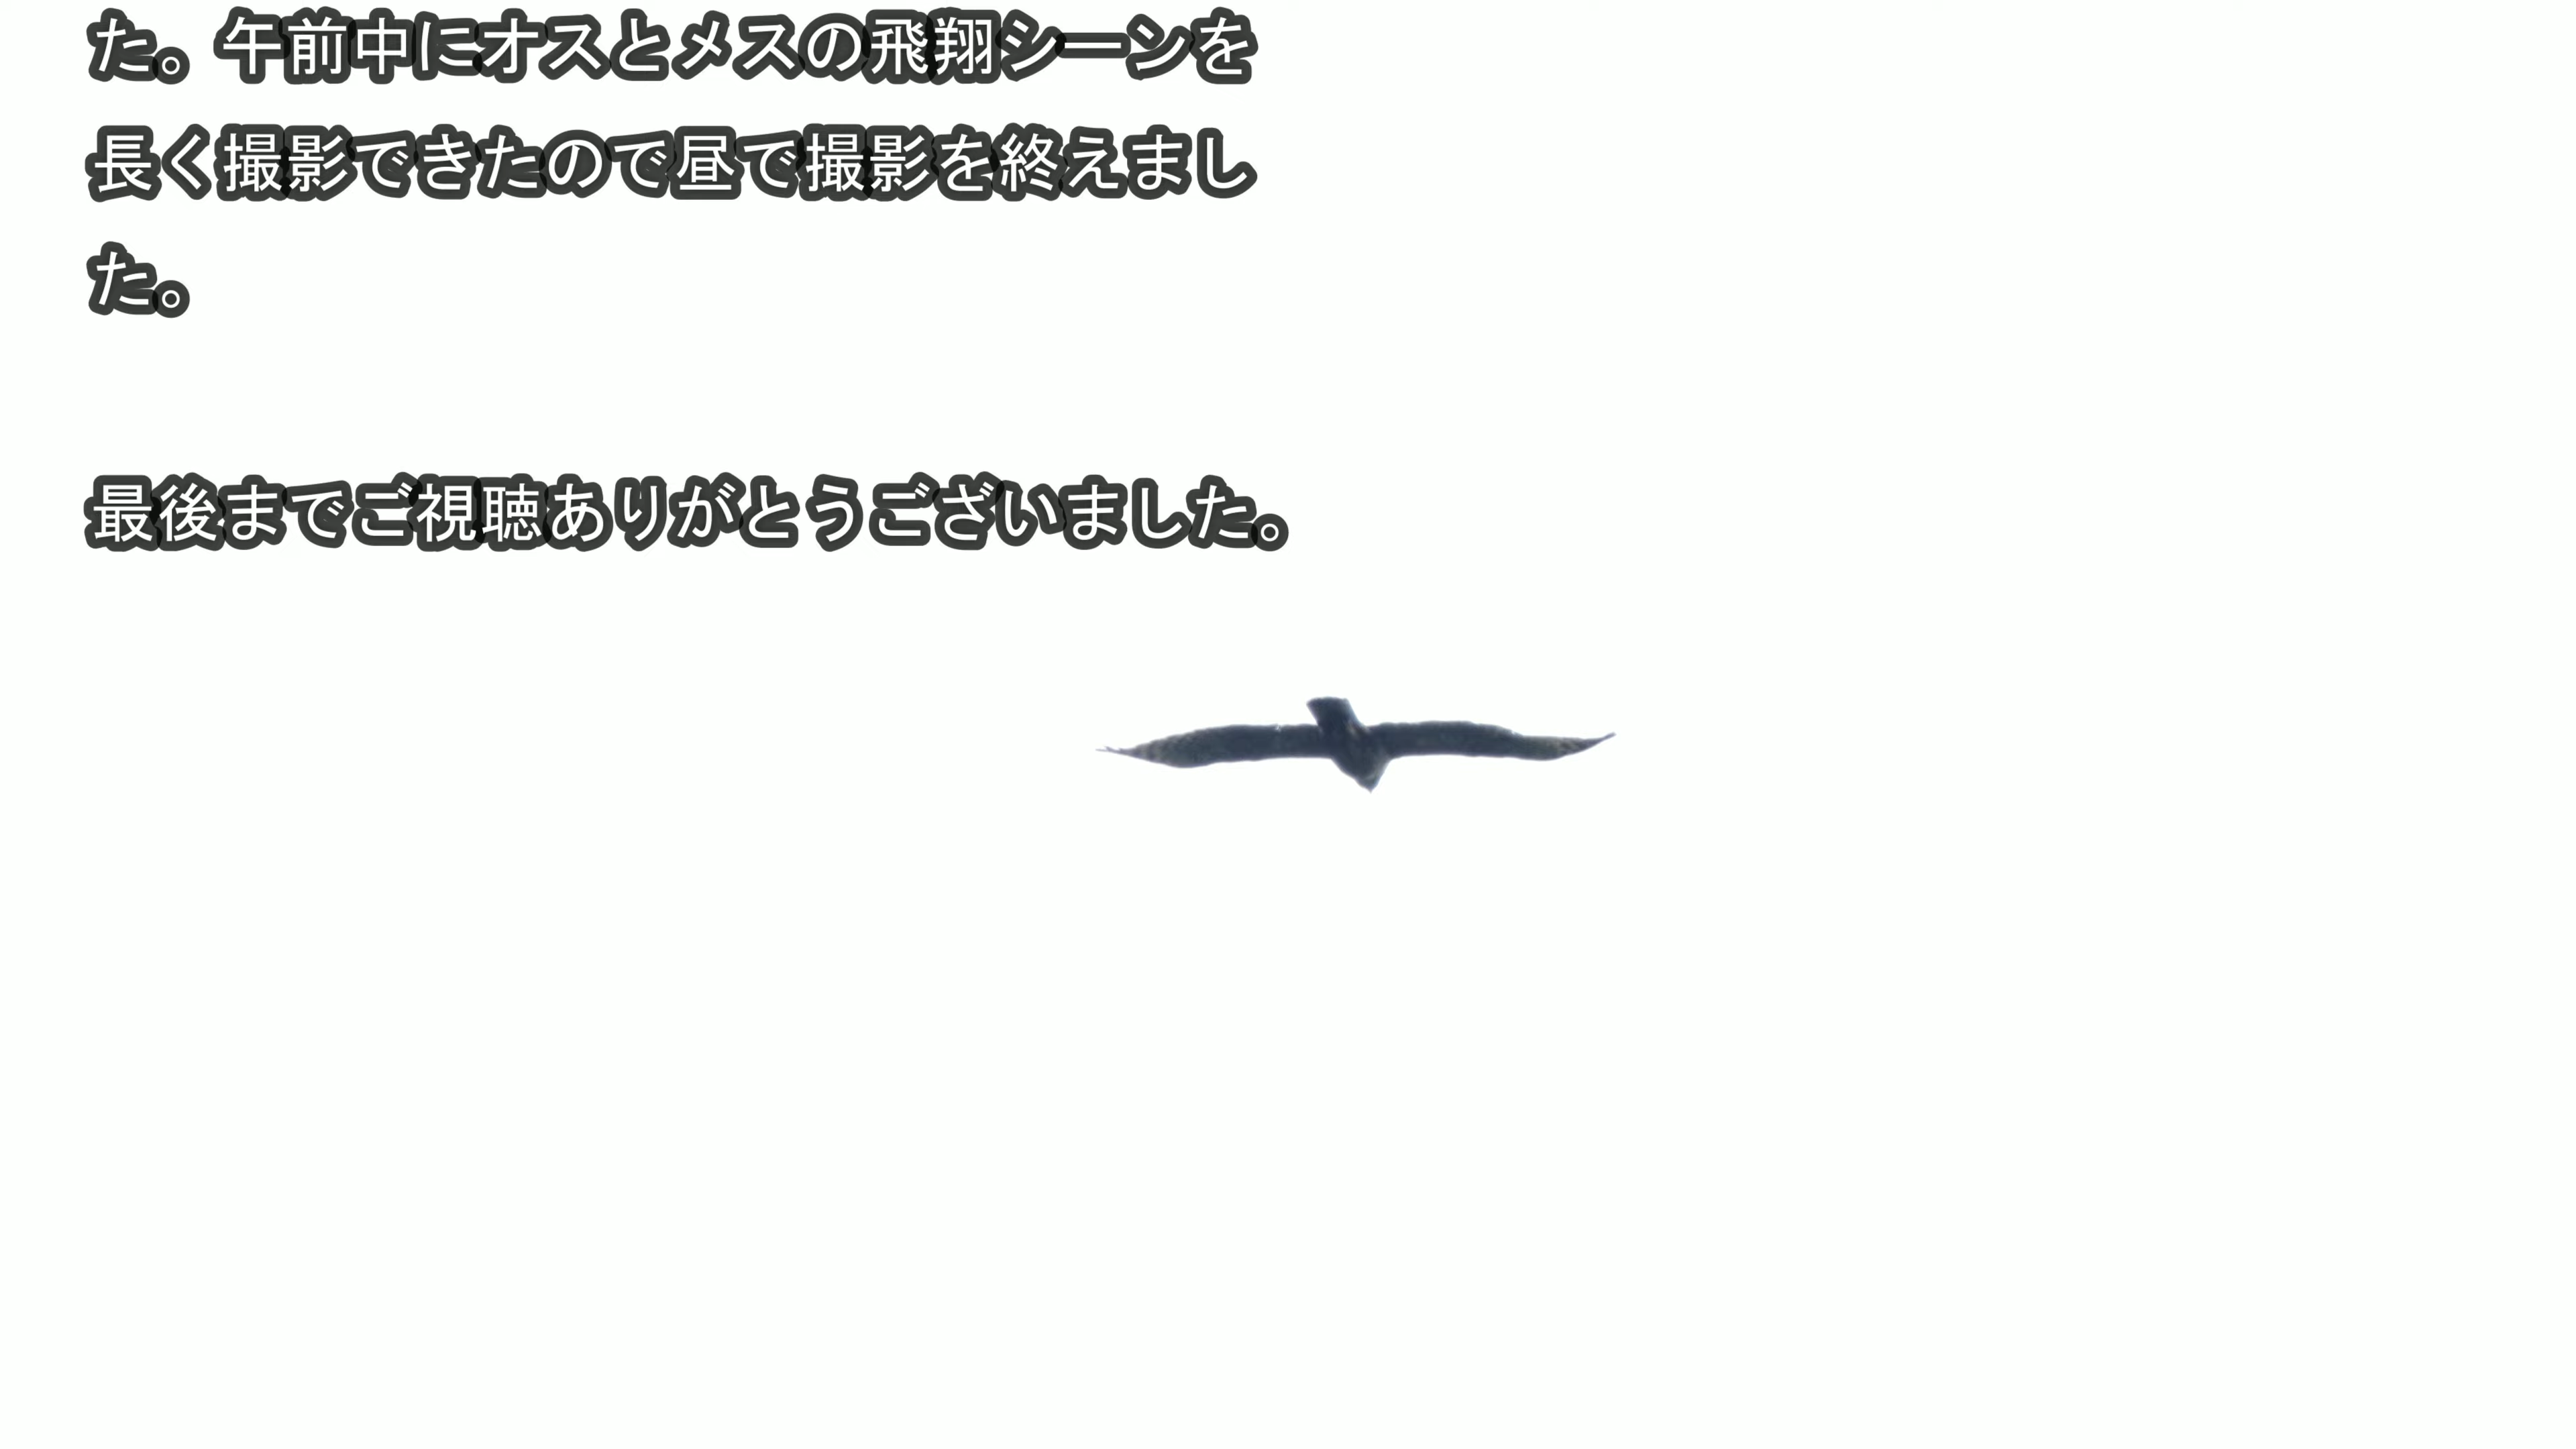 た。午前中にオスとメスの飛翔シーンを
長く撮影できたので昼で撮影を終えまし
た。
最後までご視聴ありがとうございました。